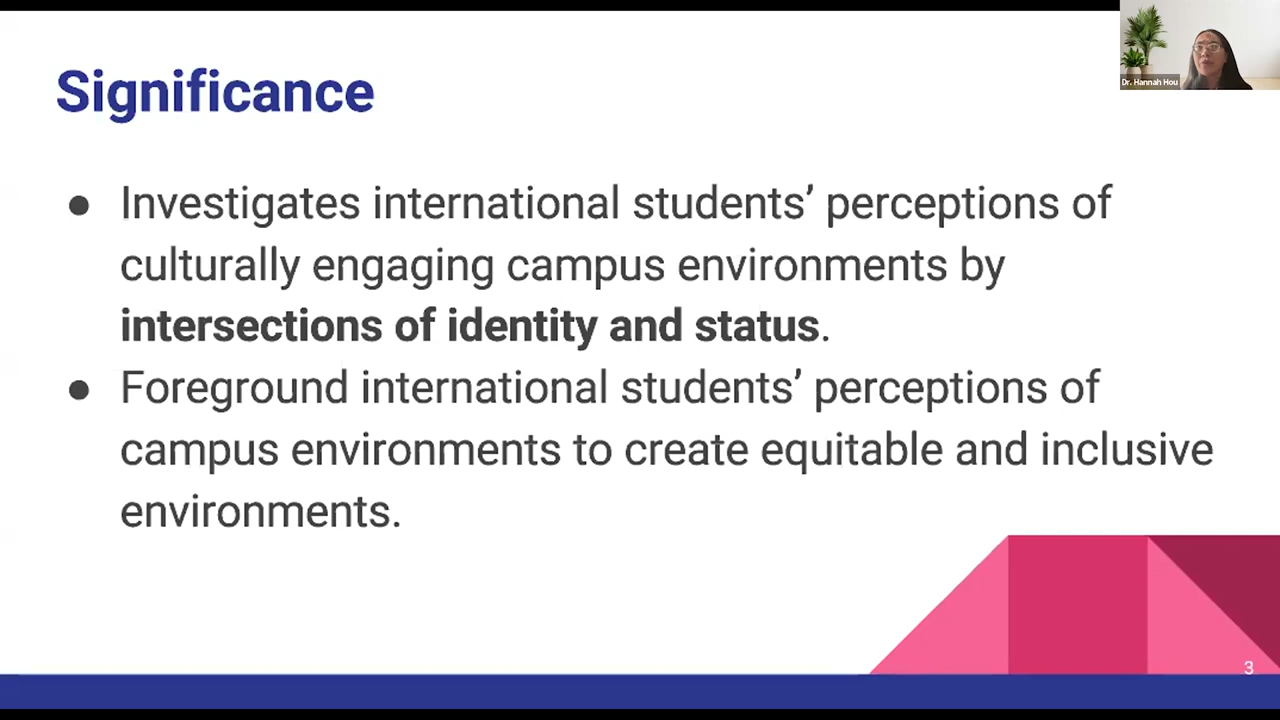 Significance
Dr. Hannah Hou
● Investigates international students’ perceptions of
culturally engaging campus environments by
intersections of identity and status.
● Foreground international students’ perceptions of
campus environments to create equitable and inclusive
environments.
3